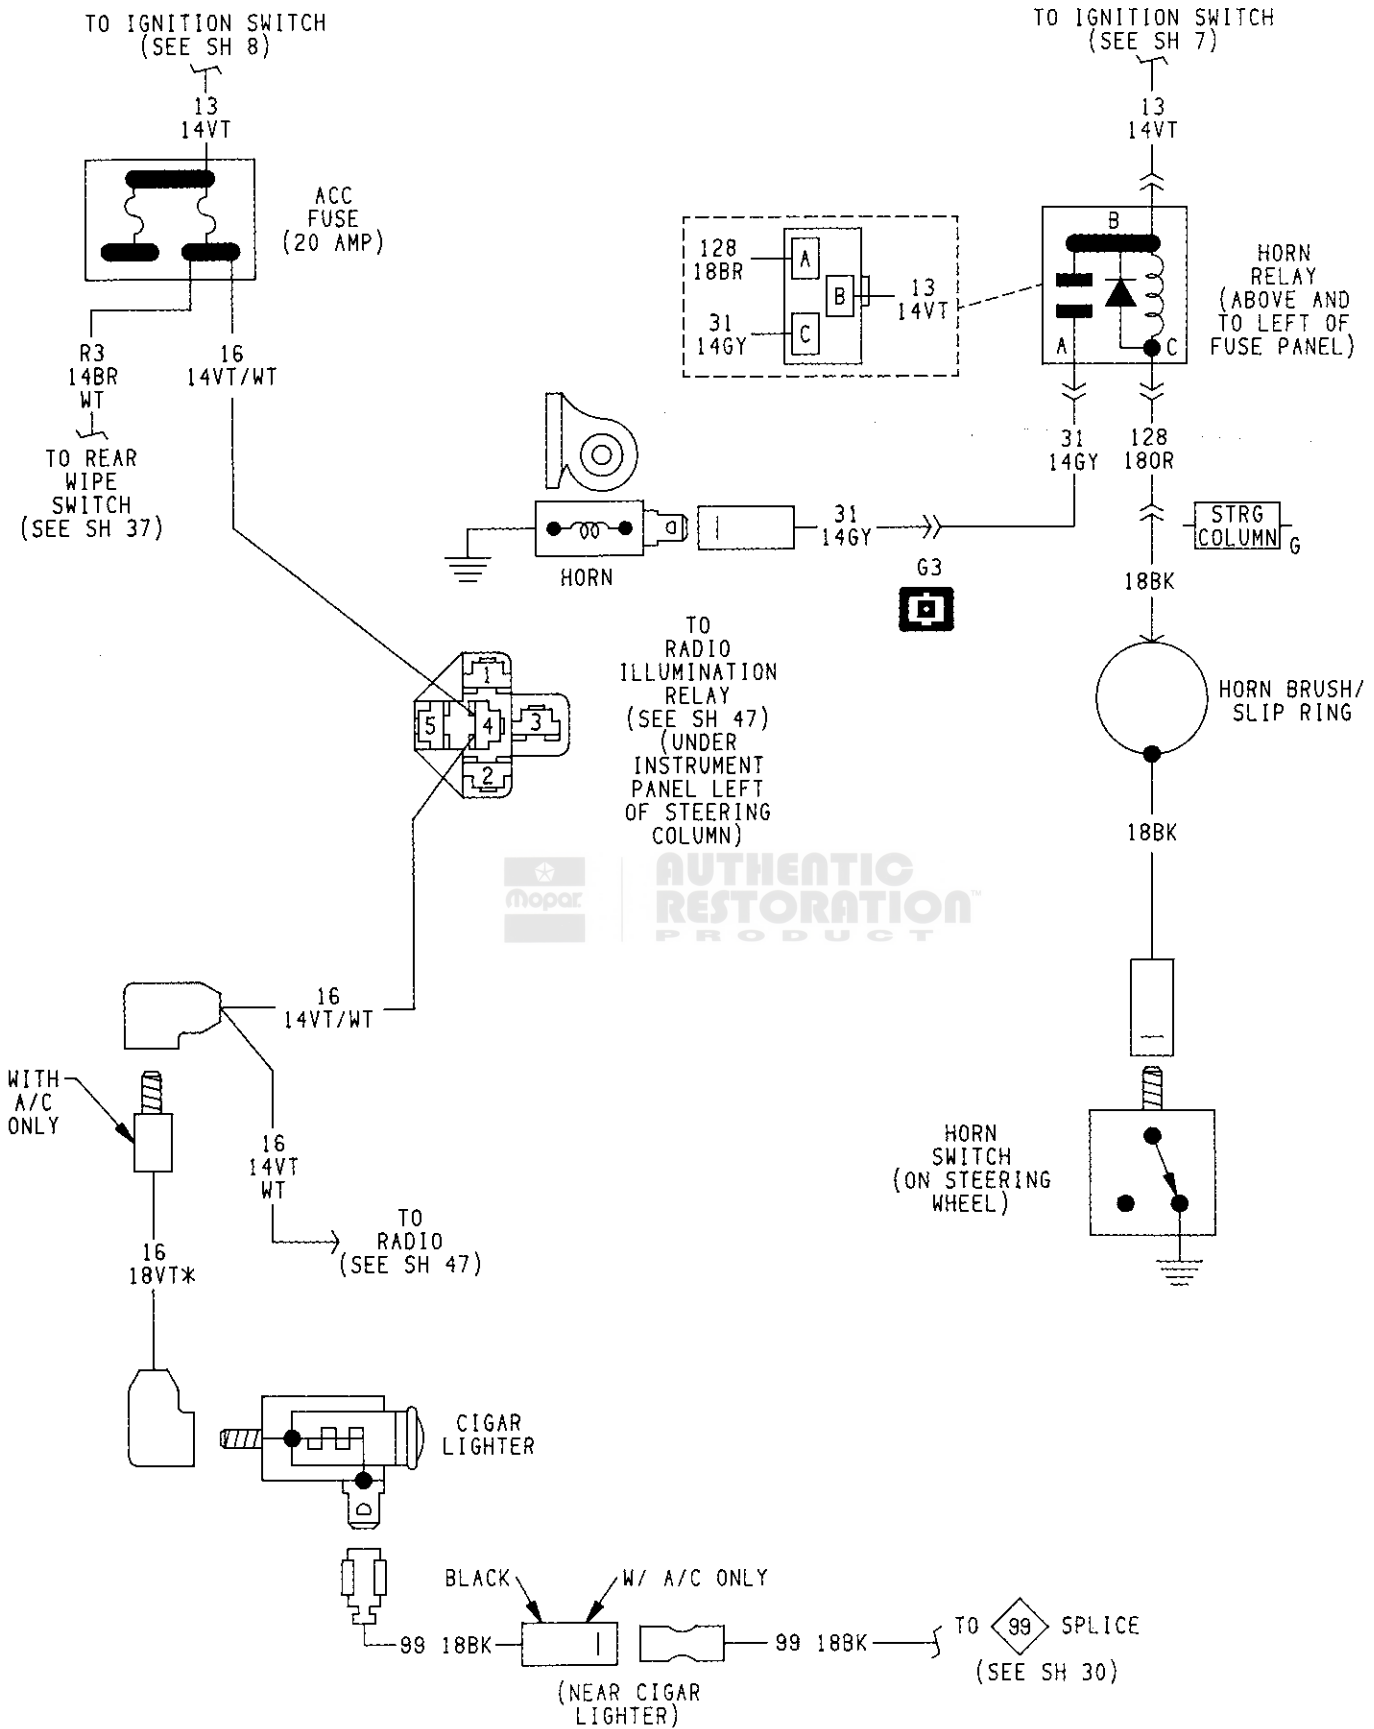 TO IGNITION SWITCH
(SEE SH 8)
13
14VT
ACC
FUSE
(20 AMP)
R3
14BR
WT
16
14VT/WT
TO REAR
WIPE
SWITCH
(SEE SH 37)
TO IGNITION SWITCH
(SEE SH 7)
13
14VT
128
18BR
A
B
13
14VT
31
14GY
C
B
A
C
HORN
RELAY
(ABOVE AND
TO LEFT OF
FUSE PANEL)
31
14GY
128
18OR
STRG
COLUMN
G
HORN
31
14GY
G3
18BK
HORN BRUSH/
SLIP RING
18BK
1
5
4
3
2
TO
RADIO
ILLUMINATION
RELAY
(SEE SH 47)
(UNDER
INSTRUMENT
PANEL LEFT
OF STEERING
COLUMN)
Mopar
AUTHENTIC
RESTORATION™
PRODUCT
16
14VT/WT
WITH
A/C
ONLY
16
14VT
WT
TO
RADIO
(SEE SH 47)
16
18VT*
HORN
SWITCH
(ON STEERING
WHEEL)
CIGAR
LIGHTER
BLACK
W/ A/C ONLY
99 18BK
99 18BK
TO 99 SPLICE
(SEE SH 30)
(NEAR CIGAR
LIGHTER)